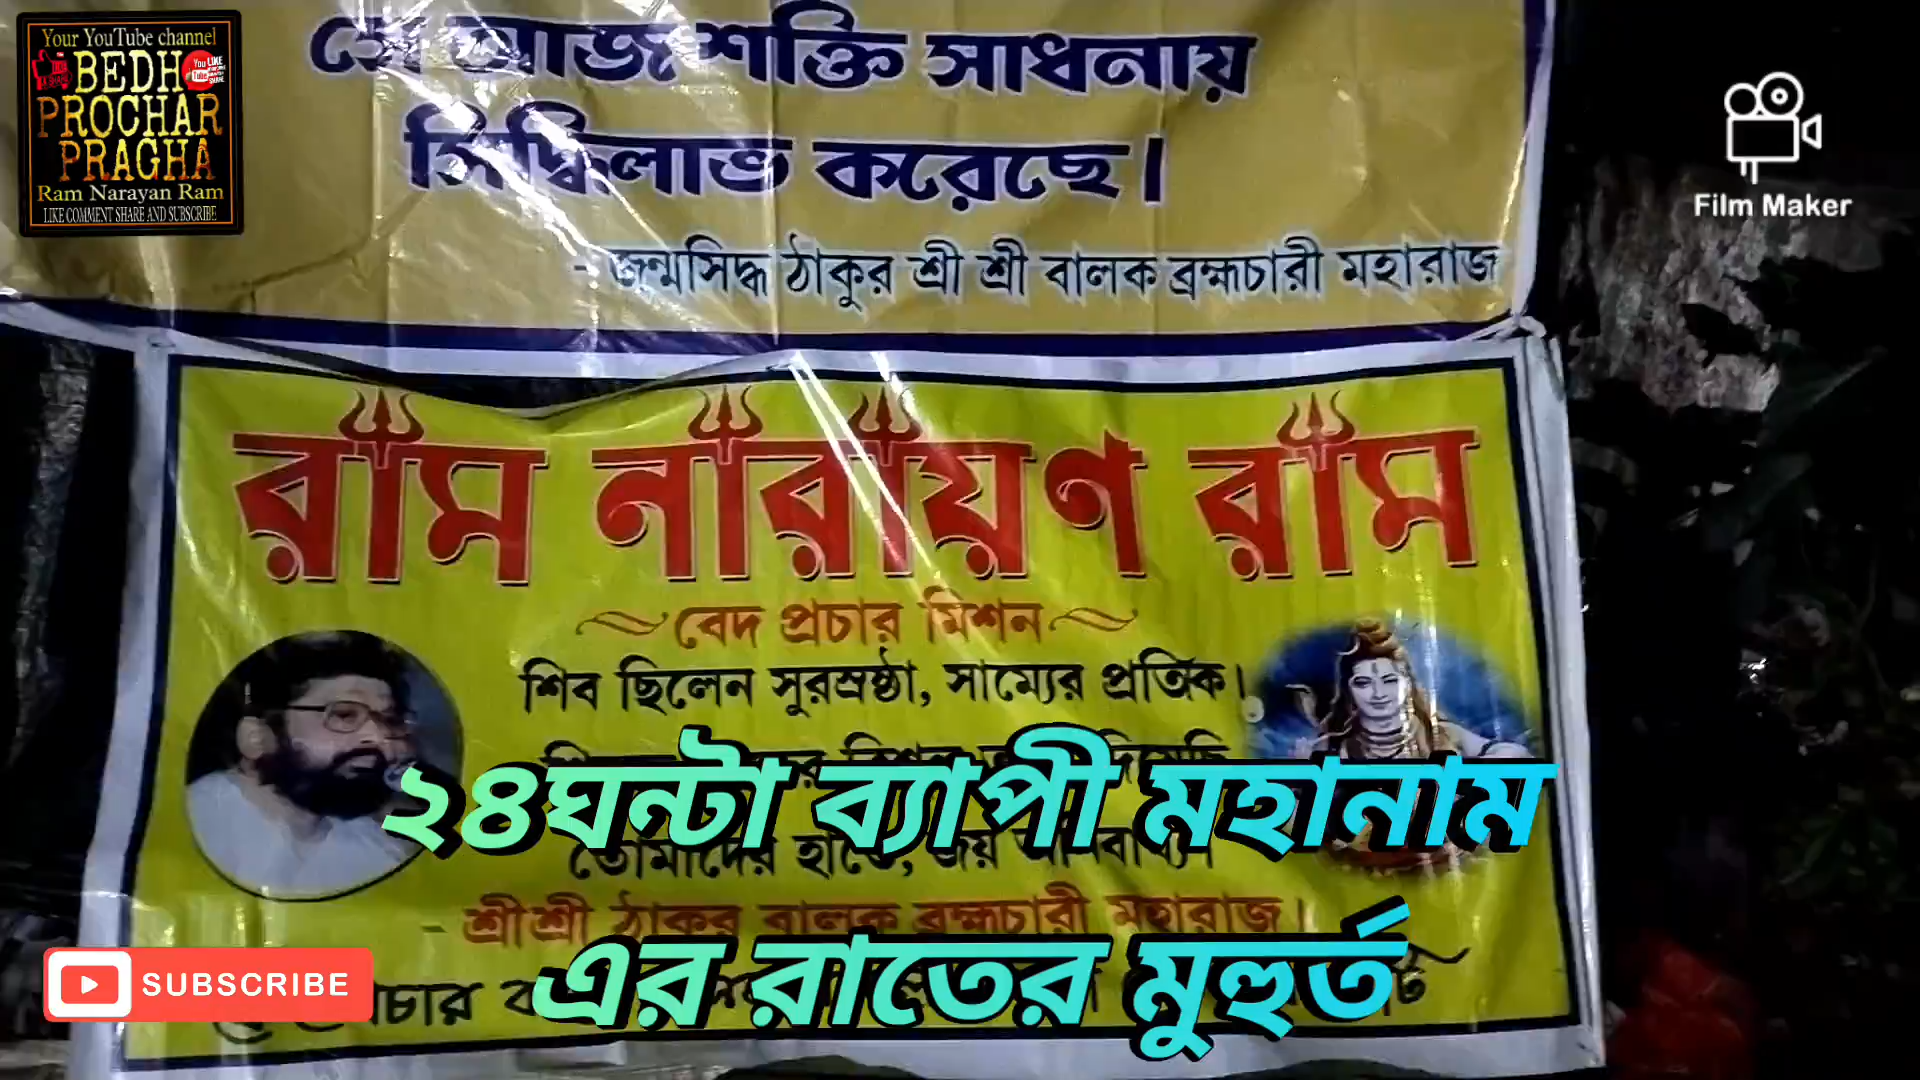 Your YouTube channel
BEDH
PROCHAR
PRAGHA
Ram Narayan Ram
LIKE COMMENT SHARE AND SUBSCRIBE
Film Maker
সে আজ শক্তি সাধনায়
সিদ্ধিলাভ করেছে।
- জন্মসিদ্ধ ঠাকুর শ্রী শ্রী বালক ব্রহ্মচারী মহারাজ
রাম নারায়ণ রাম
বেদ প্রচার মিশন
শিব ছিলেন সুরস্রষ্ঠা, সাম্যের প্রতিক।
২৪ঘন্টা ব্যাপী মহানাম
তোমাদের হাতে, জয়
- শ্রীশ্রী ঠাকুর বালক ব্রহ্মচারী মহারাজ।
এর রাতের মুহুর্ত
SUBSCRIBE